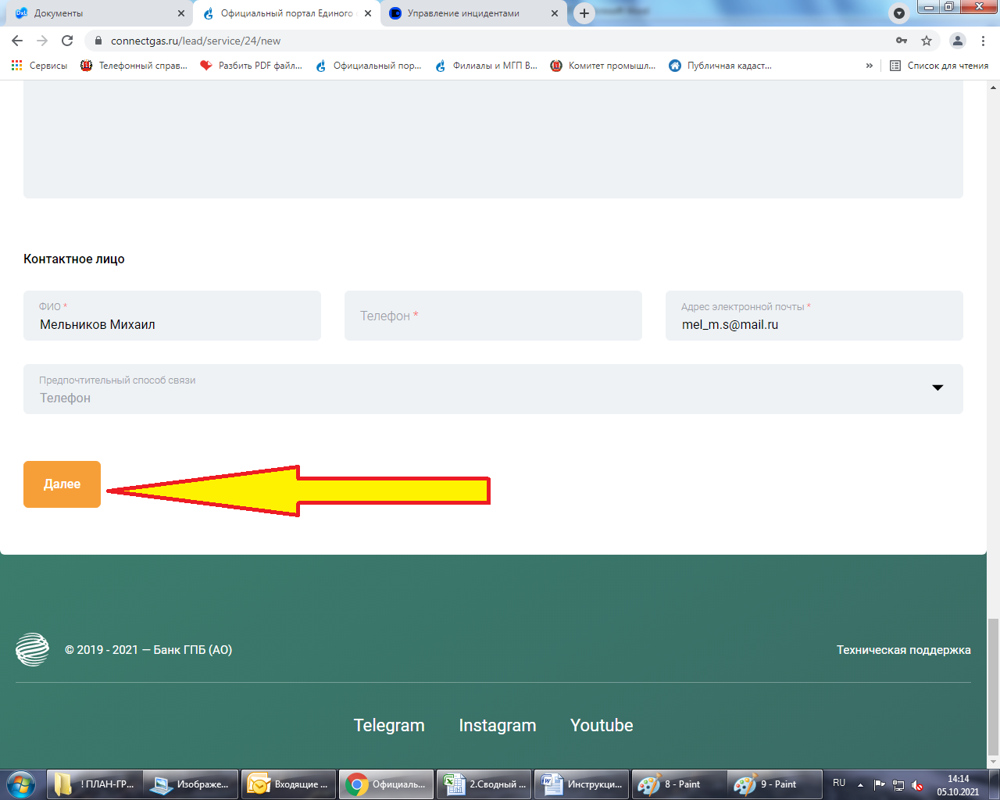 Документы
Официальный портал Единого
Управление инцидентами
connectgas.ru/lead/service/24/new
Сервисы
Телефонный справ...
Разбить PDF файл...
Официальный пор...
Филиалы и МГП В...
Комитет промышл...
Публичная кадаст...
»
Список для чтения
Контактное лицо
ФИО *
Мельников Михаил
Телефон *
Адрес электронной почты *
mel_m.s@mail.ru
Предпочтительный способ связи
Телефон
Далее
© 2019 - 2021 — Банк ГПБ (АО)
Техническая поддержка
Telegram
Instagram
Youtube
! ПЛАН-ГР...
Изображе...
Входящие ...
Официаль...
2.Сводный ...
Инструкци...
8 - Paint
9 - Paint
RU
14:14
05.10.2021